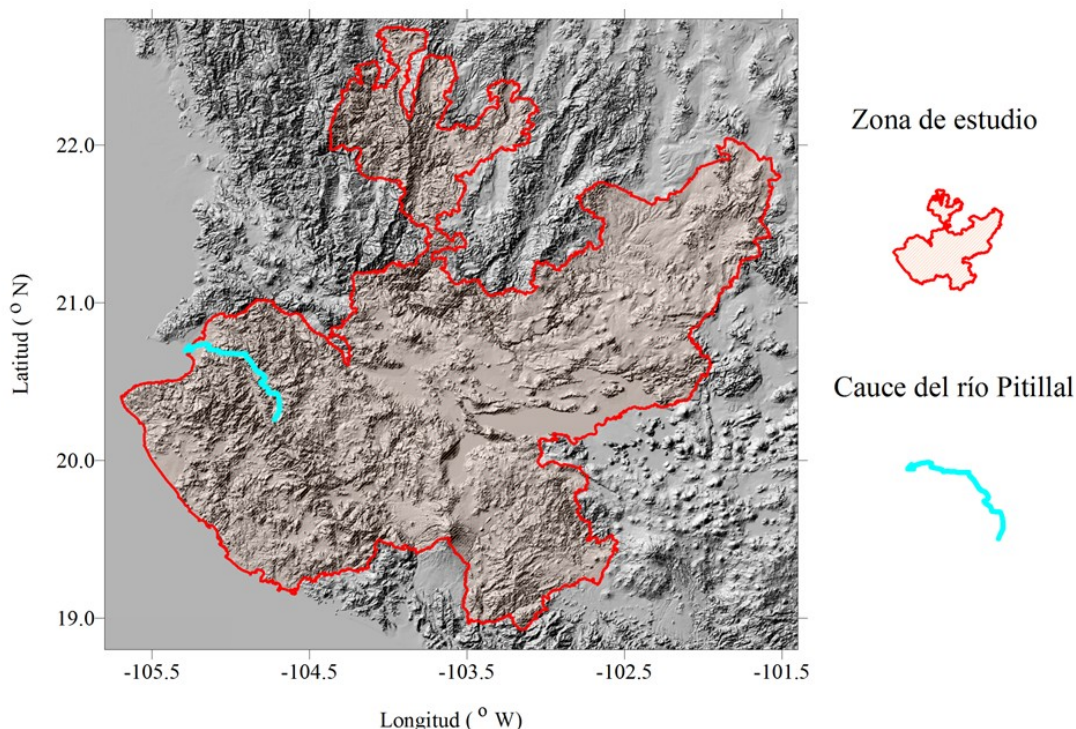 Zona de estudio
22.0
21.0
Latitud ( o N)
Cauce del río Pitillal
20.0
19.0
-105.5 -104.5 -103.5 -102.5 -101.5
Longitud ( o W)